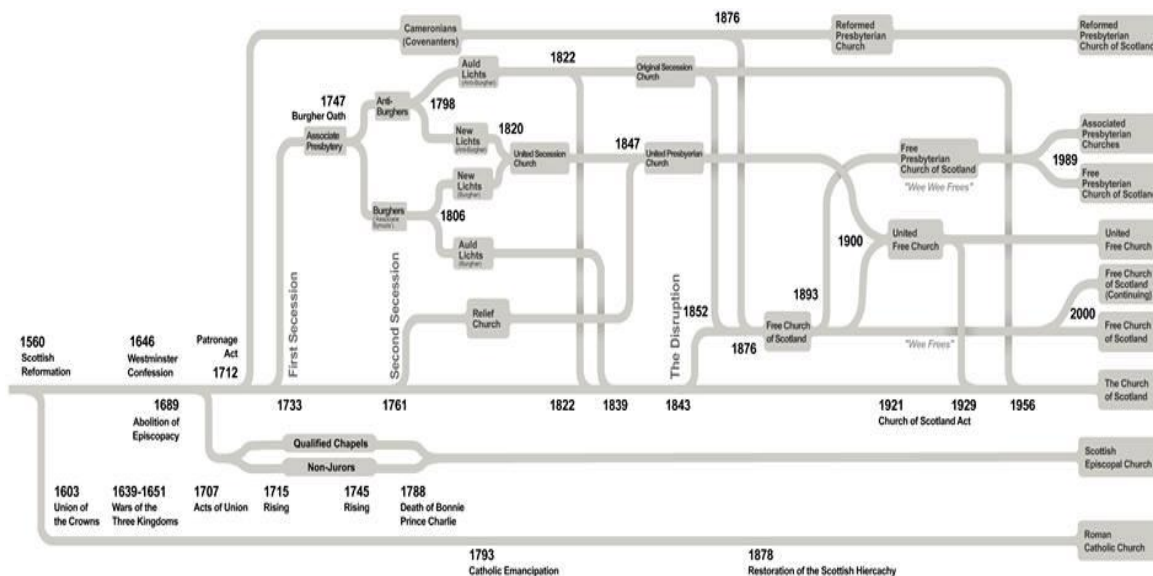 1876
Cameronians
(Covenanters)
Reformed
Presbyterian
Church
Reformed
Presbyterian
Church of Scotland
Auld
Lichts
(Anti-Burgher)
1822
Original Secession
Church
1747
Burgher Oath
Anti-
Burghers
1798
Associate
Presbytery
New
Lichts
(Anti-Burgher)
1820
United Secession
Church
1847
United Presbyterian
Church
Free
Presbyterian
Church of Scotland
"Wee Wee Frees"
Associated
Presbyterian
Churches
1989
Free
Presbyterian
Church of Scotland
New
Lichts
(Burgher)
Burghers
1806
Auld
Lichts
(Burgher)
1900
United
Free Church
United
Free Church
First Secession
Second Secession
Relief
Church
The Disruption
1852
1893
Free Church
of Scotland
(Continuing)
2000
1876
Free Church
of Scotland
"Wee Frees"
Free Church
of Scotland
1560
Scottish
Reformation
1646
Westminster
Confession
Patronage
Act
1712
The Church
of Scotland
1689
Abolition of
Episcopacy
1733
1761
1822
1839
1843
1921
Church of Scotland Act
1929
1956
Qualified Chapels
Non-Jurors
Scottish
Episcopal Church
1603
Union of
the Crowns
1639-1651
Wars of the
Three Kingdoms
1707
Acts of Union
1715
Rising
1745
Rising
1788
Death of Bonnie
Prince Charlie
Roman
Catholic Church
1793
Catholic Emancipation
1878
Restoration of the Scottish Hiercachy